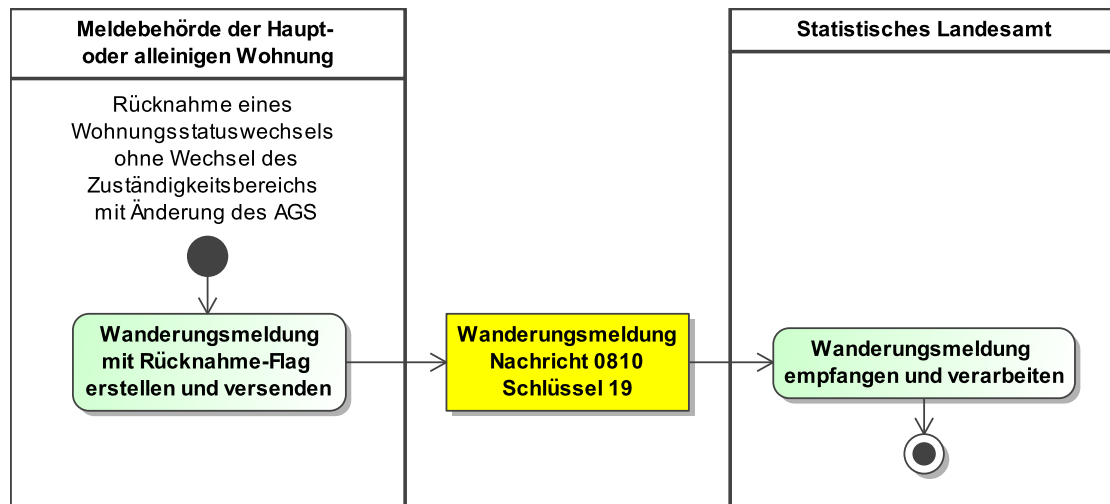 Meldebehörde der Haupt-
oder alleinigen Wohnung
Statistisches Landesamt
Rücknahme eines
Wohnungsstatuswechsels
ohne Wechsel des
Zuständigkeitsbereichs
mit Änderung des AGS
Wanderungsmeldung
mit Rücknahme-Flag
erstellen und versenden
Wanderungsmeldung
Nachricht 0810
Schlüssel 19
Wanderungsmeldung
empfangen und verarbeiten